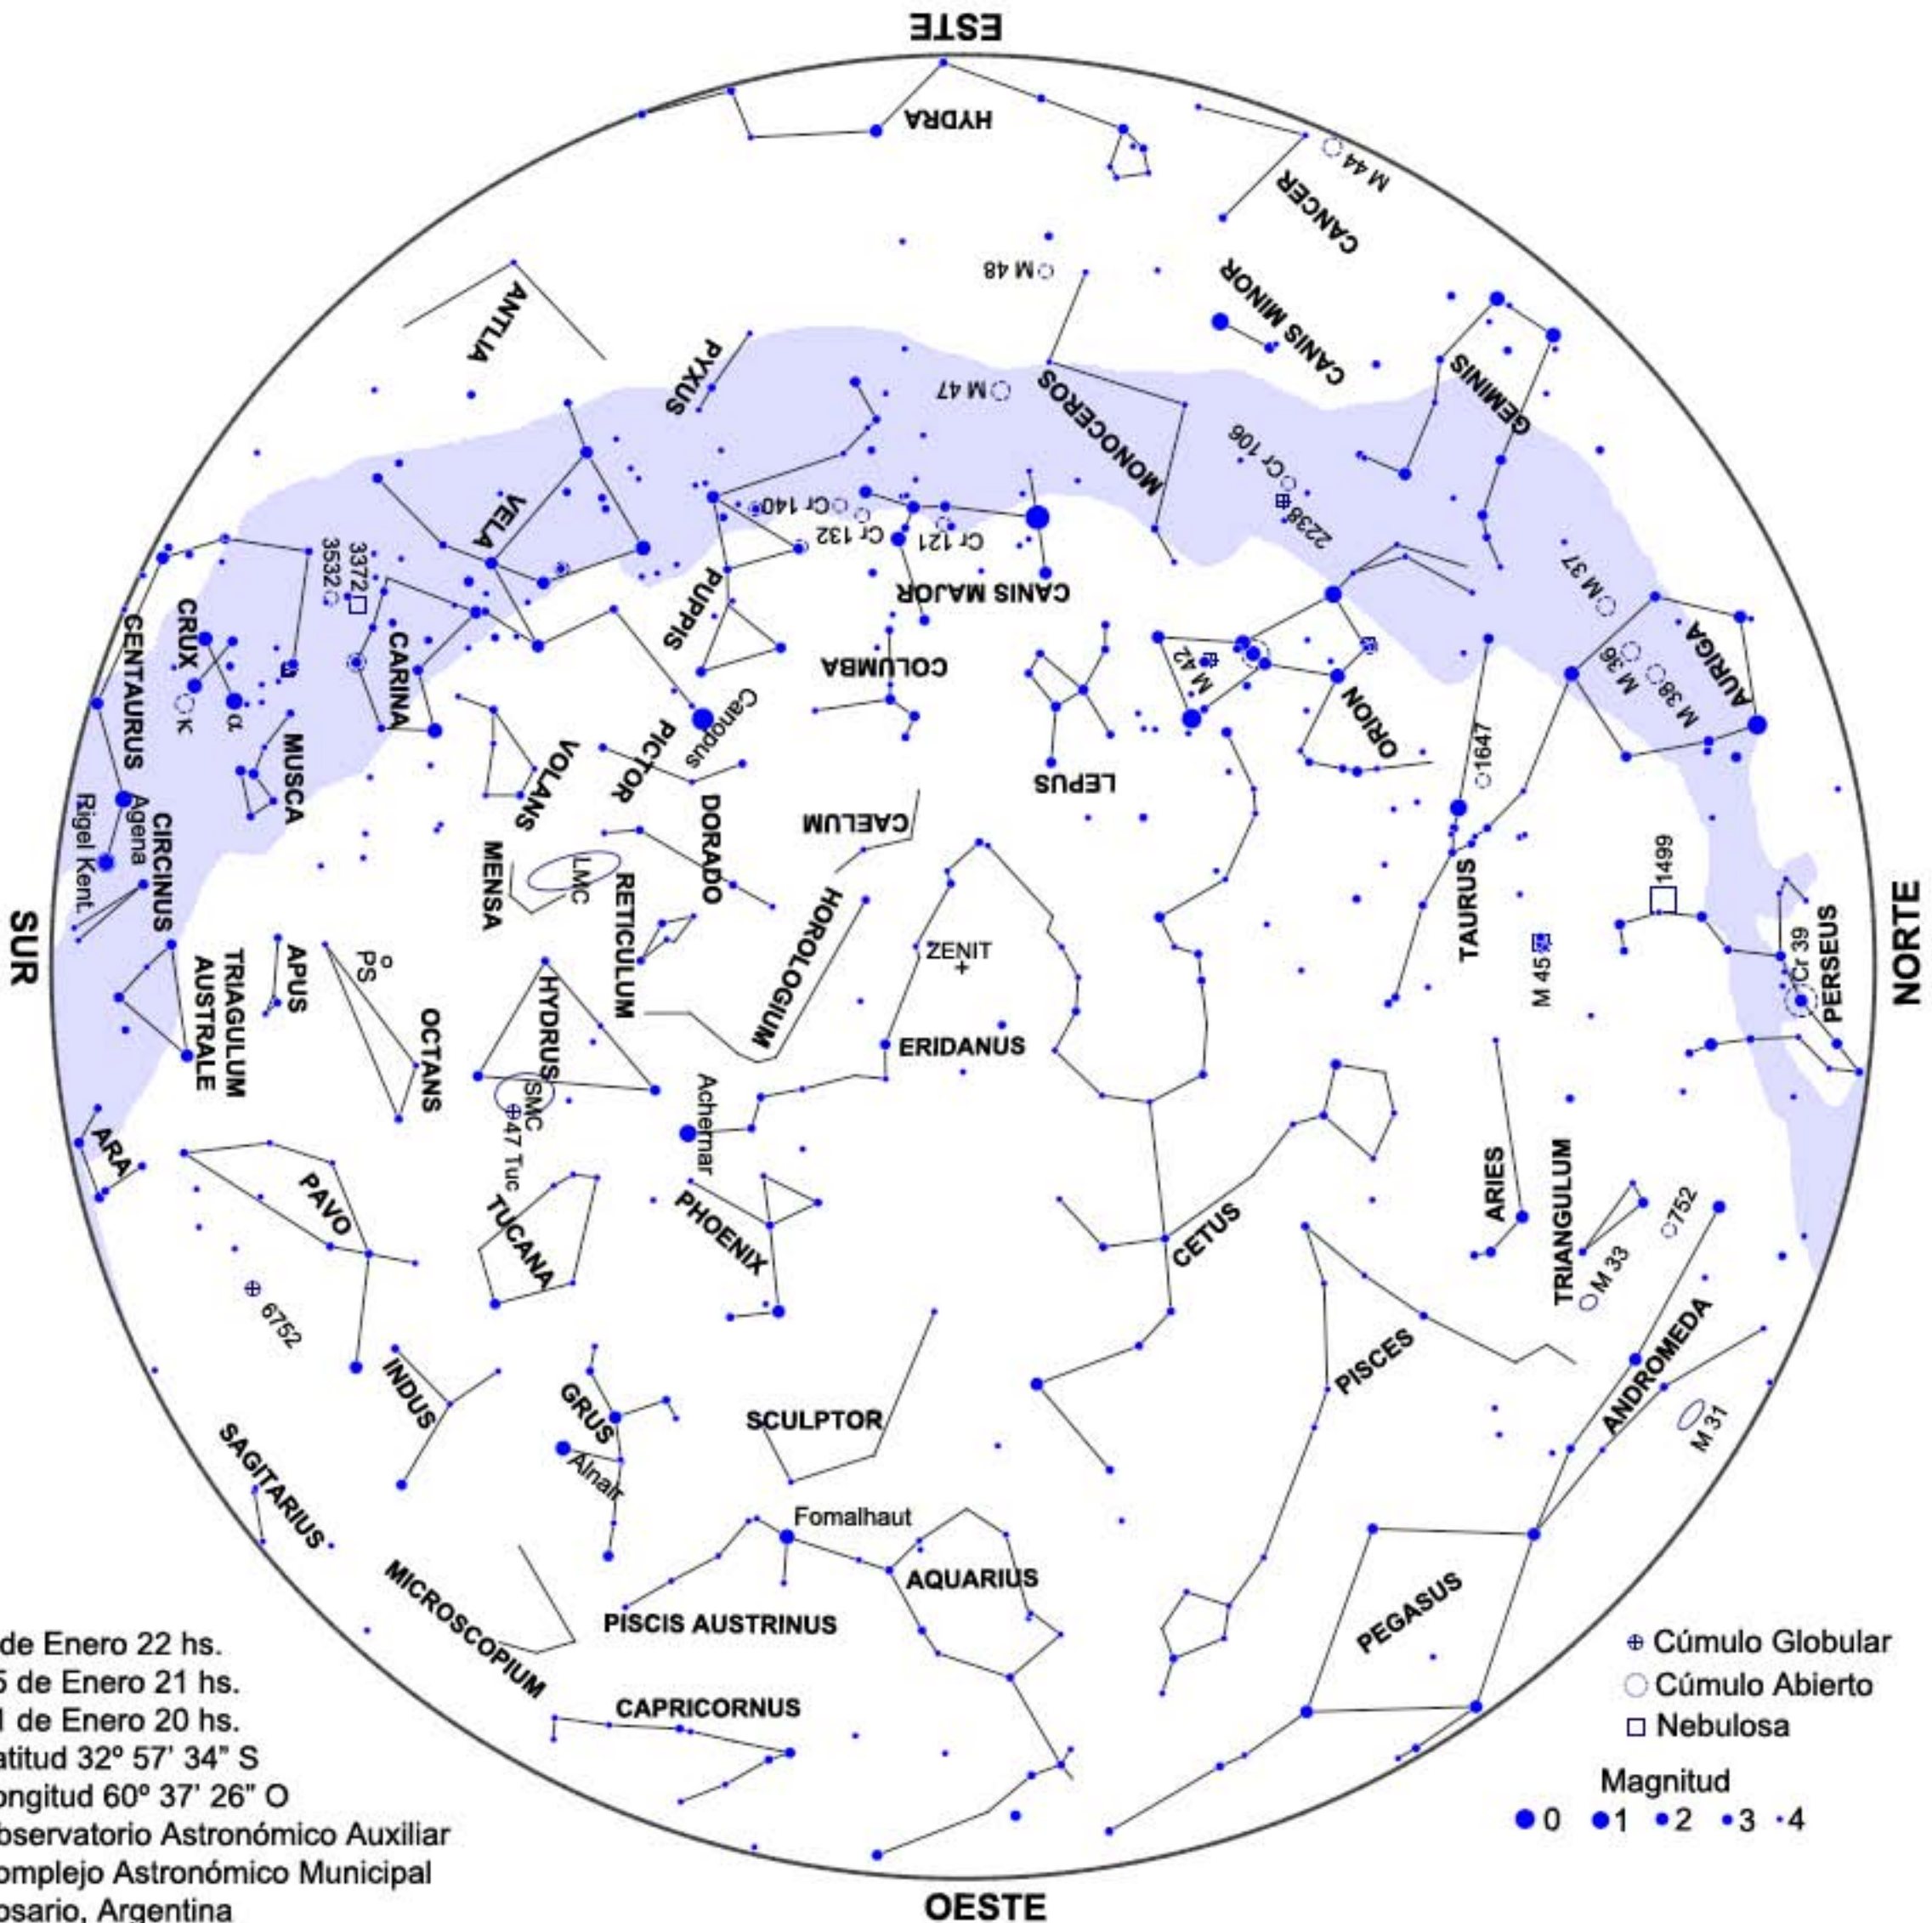 ESTE
HYDRA
M 44
CANCER
M 48
CANIS MINOR
ANTLIA
PYXUS
M 47
MONOCEROS
GEMINIS
Cr 106
2238
VELA
Cr 140
Cr 132
Cr 121
CANIS MAJOR
M 37
3532
3372
PUPPIS
CRUX
CENTAURUS
CARINA
COLUMBA
M 42
ORION
M 36
M 38
AURIGA
κ
α
MUSCA
VOLANS
PICTOR
Canopus
LEPUS
1647
Rigel Kent.
Agena
CIRCINUS
MENSA
LMC
DORADO
CAELUM
RETICULUM
HOROLOGIUM
TAURUS
1499
M 45
Cr 39
PERSEUS
SUR
NORTE
TRIAGULUM
AUSTRALE
APUS
PS
OCTANS
HYDRUS
ZENIT
ERIDANUS
SMC
47 Tuc
Achernar
ARA
PAVO
TUCANA
PHOENIX
CETUS
ARIES
TRIANGULUM
752
M 33
6752
INDUS
GRUS
Alnair
SCULPTOR
PISCES
ANDROMEDA
M 31
SAGITARIUS
Fomalhaut
AQUARIUS
MICROSCOPIUM
PISCIS AUSTRINUS
PEGASUS
CAPRICORNUS
OESTE
de Enero 22 hs.
5 de Enero 21 hs.
de Enero 20 hs.
atitud 32º 57' 34" S
ongitud 60º 37' 26" O
bservatorio Astronómico Auxiliar
omplejo Astronómico Municipal
osario, Argentina
Cúmulo Globular
Cúmulo Abierto
Nebulosa
Magnitud
0 1 2 3 4